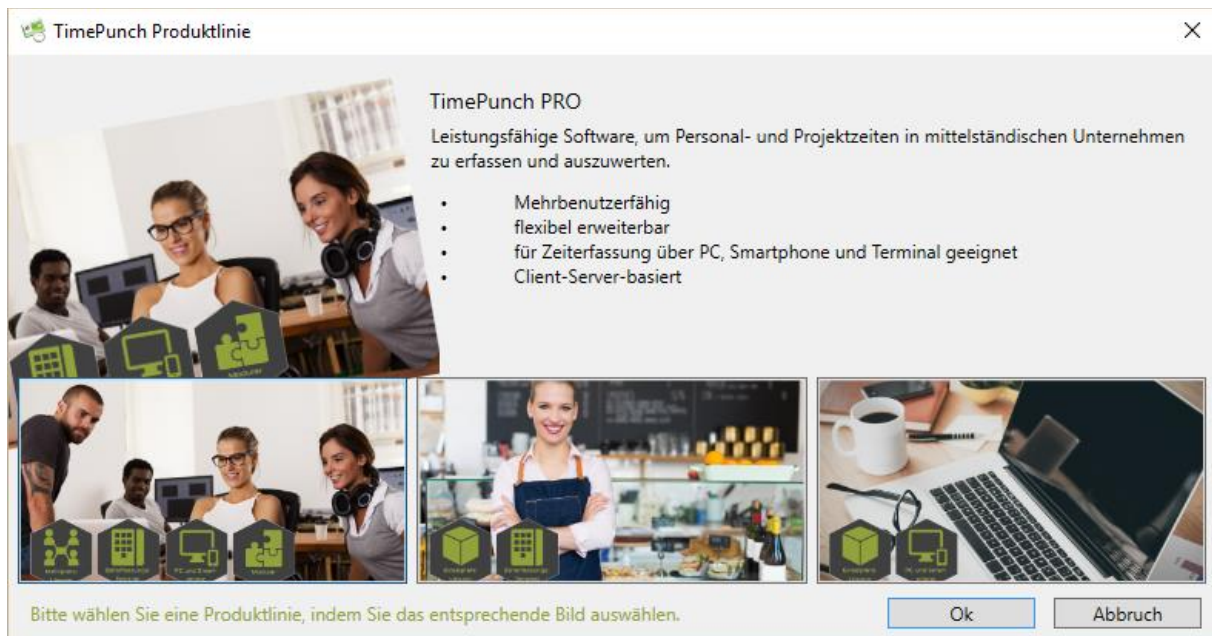 TimePunch Produktlinie
TimePunch PRO
Leistungsfähige Software, um Personal- und Projektzeiten in mittelständischen Unternehmen
zu erfassen und auszuwerten.
• Mehrbenutzerfähig
• flexibel erweiterbar
• für Zeiterfassung über PC, Smartphone und Terminal geeignet
• Client-Server-basiert
Modular
Bitte wählen Sie eine Produktlinie, indem Sie das entsprechende Bild auswählen.
Ok
Abbruch